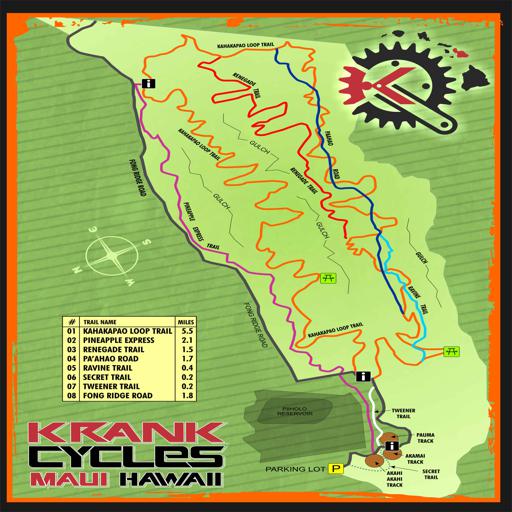 KAHAKAPAO LOOP TRAIL
RENEGADE TRAIL
PAAHAO ROAD
KAHAKAPAO LOOP TRAIL
GULCH
RENEGADE TRAIL
FONG RIDGE ROAD
PINEAPPLE EXPRESS TRAIL
GULCH
GULCH
GULCH
S
W
N
RAVINE TRAIL
FONG RIDGE ROAD
KAHAKAPAO LOOP TRAIL
# TRAIL NAME MILES
01 KAHAKAPAO LOOP TRAIL 5.5
02 PINEAPPLE EXPRESS 2.1
03 RENEGADE TRAIL 1.5
04 PA'AHAO ROAD 1.7
05 RAVINE TRAIL 0.4
06 SECRET TRAIL 0.2
07 TWEENER TRAIL 0.2
08 FONG RIDGE ROAD 1.8
i
i
i
PIIHOLO
RESERVOIR
TWEENER
TRAIL
PAUMA
TRACK
AKAMAI
TRACK
SECRET
TRAIL
AKAHI
AKAHI
TRACK
PARKING LOT P
KRANK
CYCLES
MAUI HAWAII